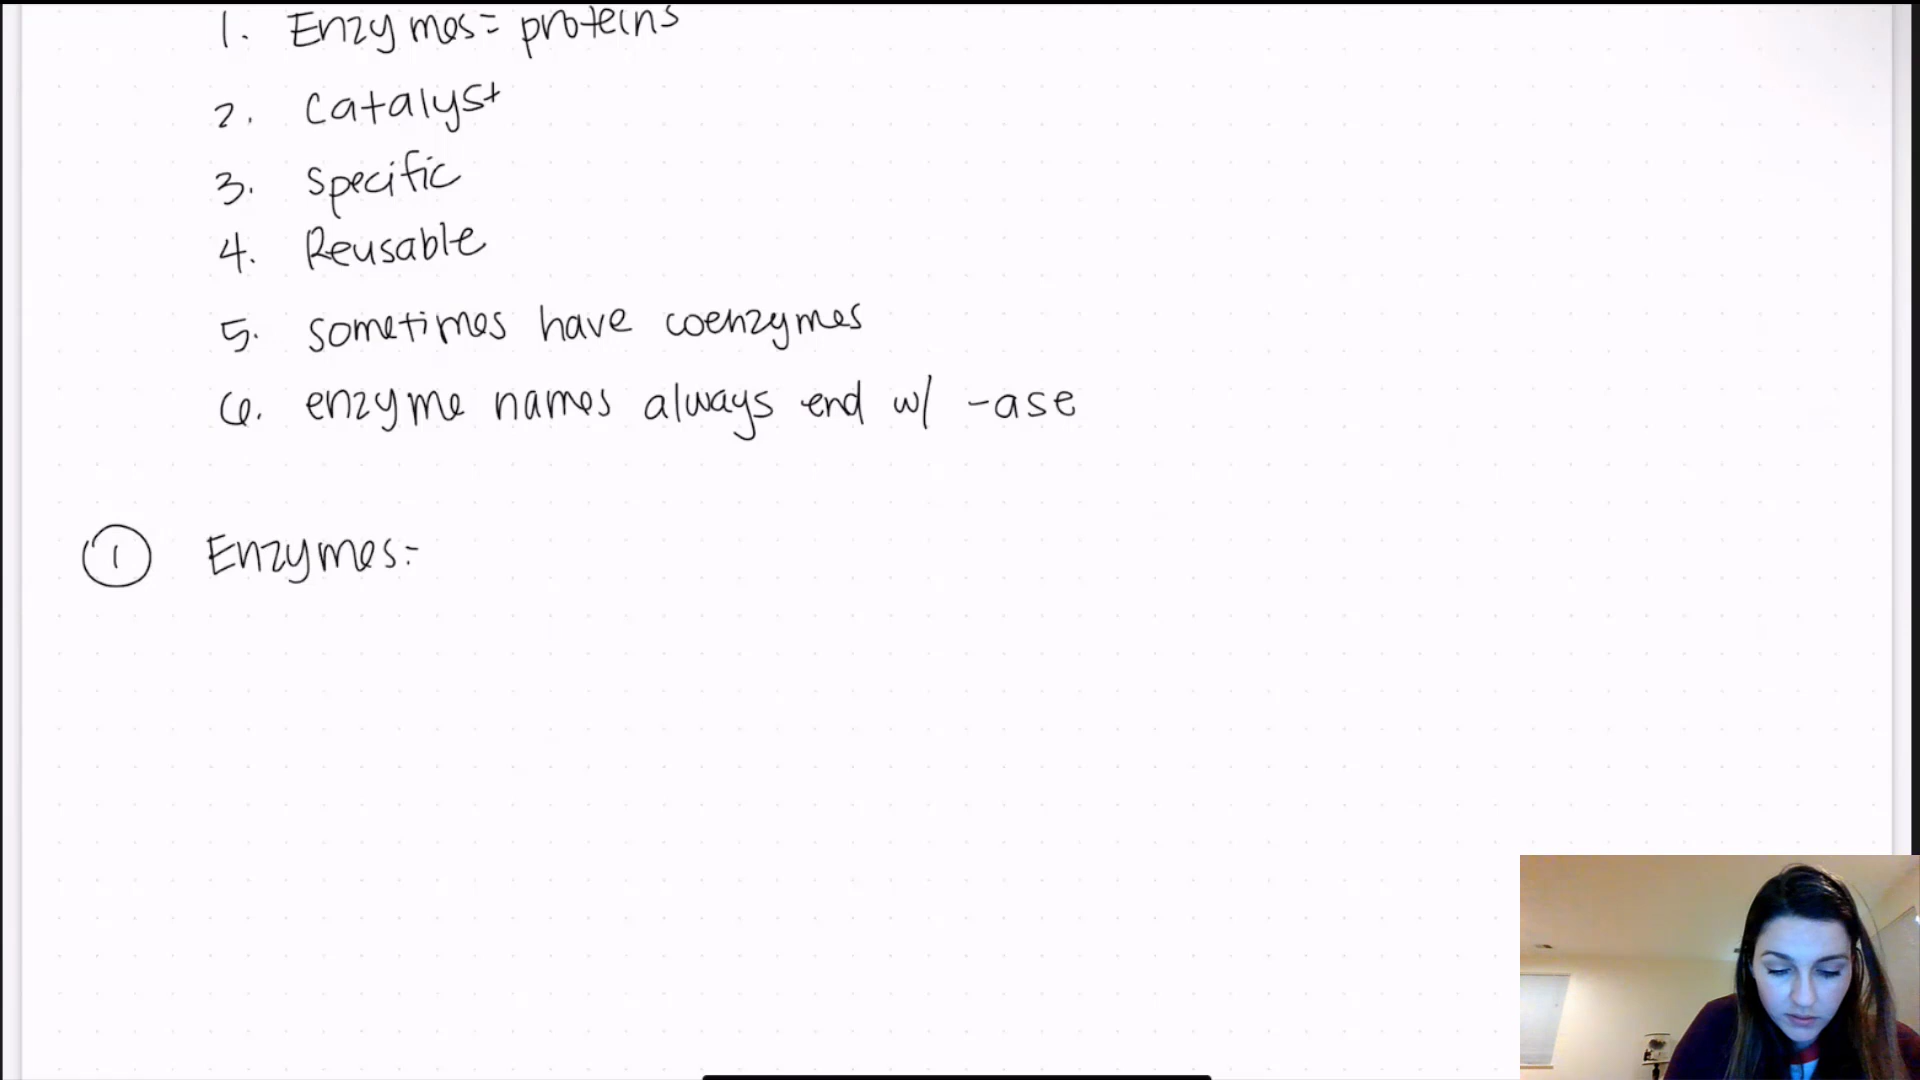 1. Enzymes= proteins
2. catalyst
3. specific
4. Reusable
5. sometimes have coenzymes
6. enzyme names always end w/ -ase
1 Enzymes=